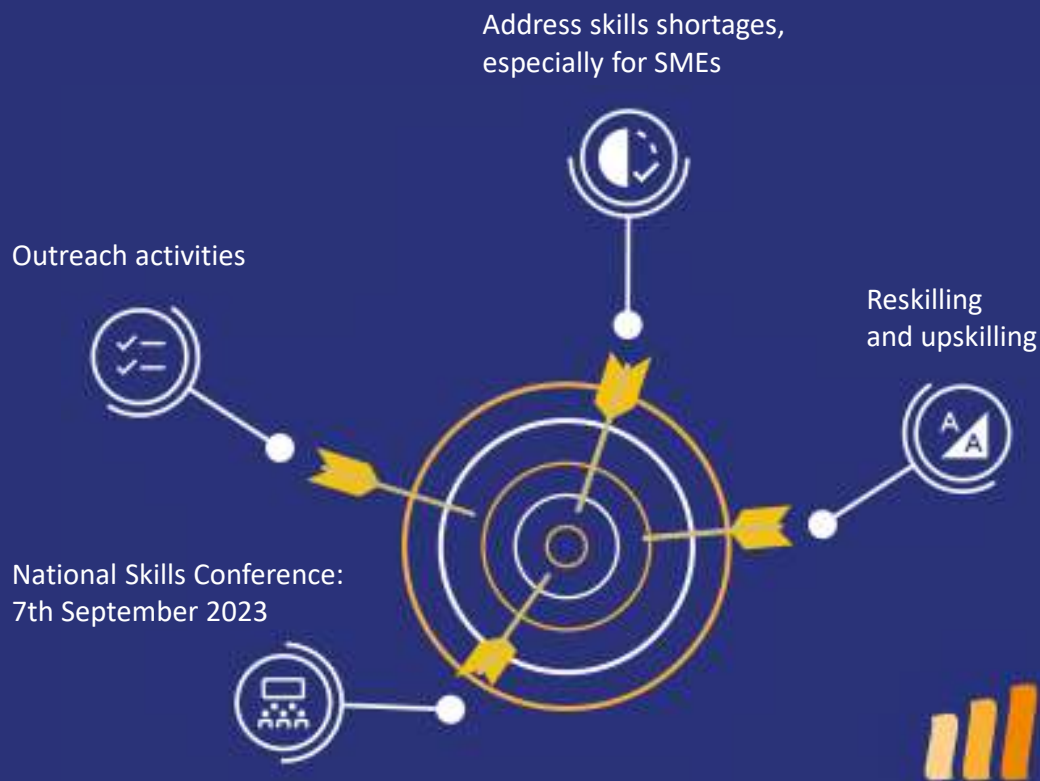 Address skills shortages,
especially for SMEs
Outreach activities
Reskilling
and upskilling
A
A
National Skills Conference:
7th September 2023